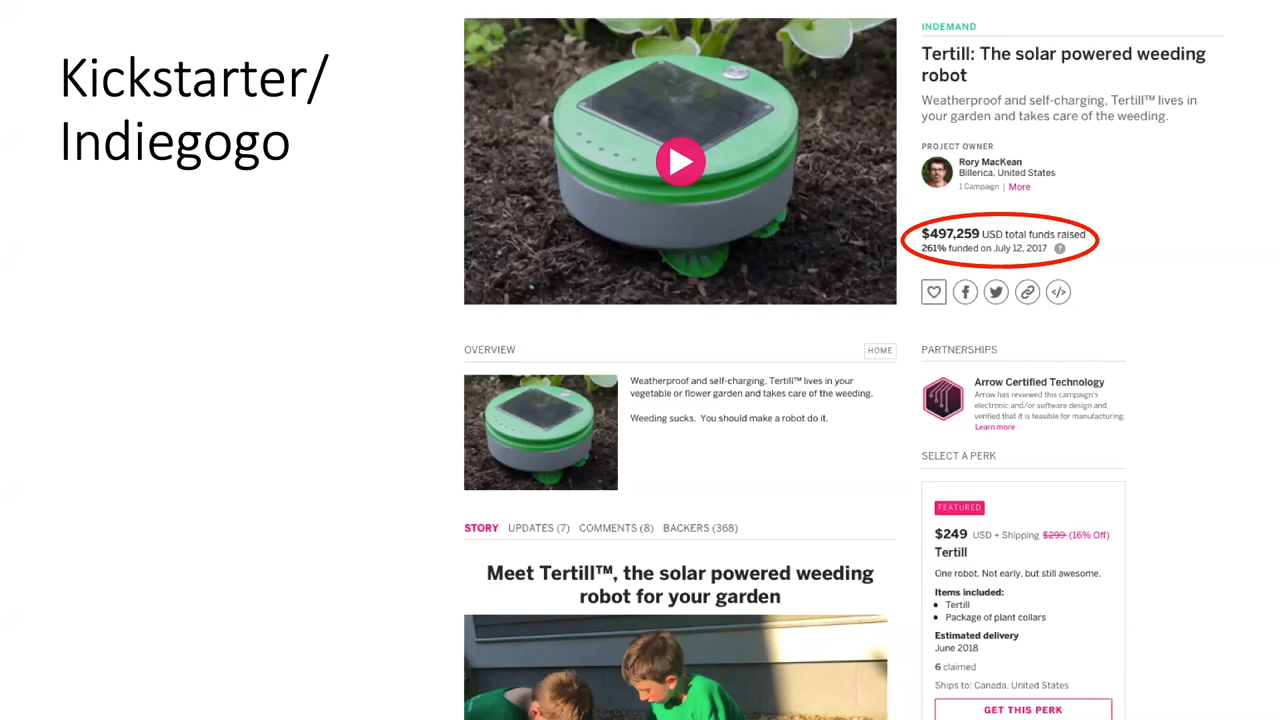 Kickstarter/
Indiegogo
INDEMAND
Tertill: The solar powered weeding
robot
Weatherproof and self-charging, Tertill™ lives in
your garden and takes care of the weeding.
PROJECT OWNER
Rory MacKean
Billerica, United States
1 Campaign | More
$497,259 USD total funds raised
261% funded on July 12, 2017 ?
OVERVIEW
HOME
Weatherproof and self-charging, Tertill™ lives in your
vegetable or flower garden and takes care of the weeding.
Weeding sucks. You should make a robot do it.
PARTNERSHIPS
Arrow Certified Technology
Arrow has reviewed this campaign's
electronic and/or software design and
verified that it is feasible for manufacturing.
Learn more
STORY UPDATES (7) COMMENTS (8) BACKERS (368)
Meet Tertill™, the solar powered weeding
robot for your garden
SELECT A PERK
FEATURED
$249 USD + Shipping $299 (16% Off)
Tertill
One robot. Not early, but still awesome.
Items included:
• Tertill
• Package of plant collars
Estimated delivery
June 2018
6 claimed
Ships to: Canada, United States
GET THIS PERK